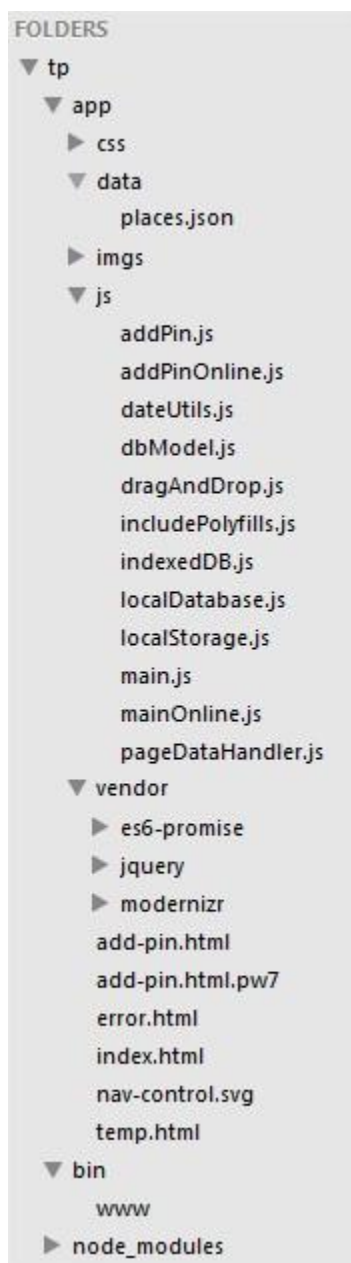 FOLDERS
tp
app
css
data
places.json
imgs
js
addPin.js
addPinOnline.js
dateUtils.js
dbModel.js
dragAndDrop.js
includePolyfills.js
indexedDB.js
localDatabase.js
localStorage.js
main.js
mainOnline.js
pageDataHandler.js
vendor
es6-promise
jquery
modernizr
add-pin.html
add-pin.html.pw7
error.html
index.html
nav-control.svg
temp.html
bin
www
node_modules